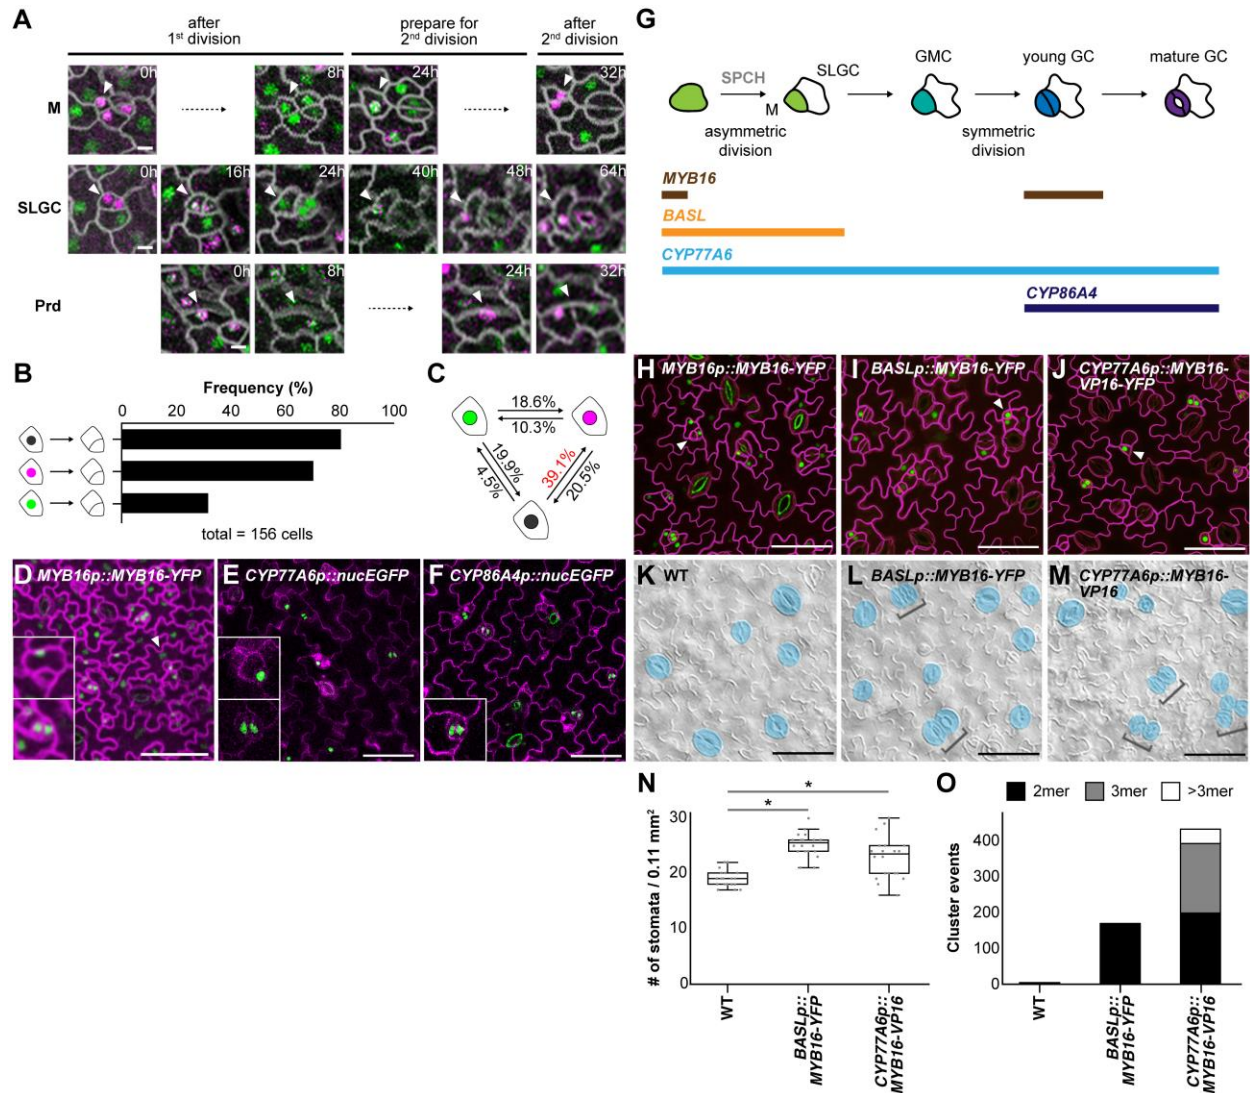 A
after
1st division
prepare for
2nd division
after
2nd division
M
0h
8h
24h
32h
SLGC
0h
16h
24h
40h
48h
64h
Prd
0h
8h
24h
32h
B
Frequency (%)
0 20 40 60 80 100
total = 156 cells
C
18.6%
10.3%
19.9%
4.5%
39.1%
20.5%
D MYB16p::MYB16-YFP
E CYP77A6p::nucEGFP
F CYP86A4p::nucEGFP
G
SPCH
M
SLGC
GMC
young GC
mature GC
asymmetric
division
symmetric
division
MYB16
BASL
CYP77A6
CYP86A4
H MYB16p::MYB16-YFP
I BASLp::MYB16-YFP
J CYP77A6p::MYB16-
VP16-YFP
K WT
L BASLp::MYB16-YFP
M CYP77A6p::MYB16-
VP16
N
# of stomata / 0.11 mm2
30
20
10
0
*
*
WT
BASLp::
MYB16-YFP
CYP77A6p::
MYB16-VP16
O
2mer 3mer >3mer
Cluster events
400
300
200
100
0
WT
BASLp::
MYB16-YFP
CYP77A6p::
MYB16-VP16